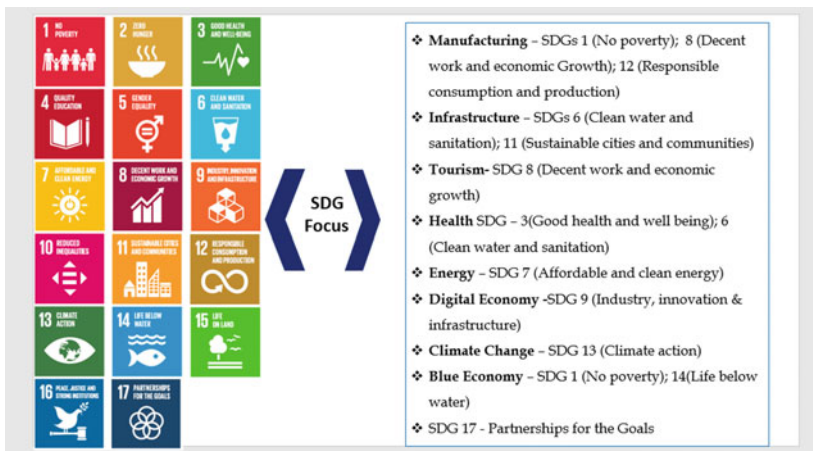 1 NO
POVERTY
2 ZERO
HUNGER
3 GOOD HEALTH
AND WELL-BEING
4 QUALITY
EDUCATION
5 GENDER
EQUALITY
6 CLEAN WATER
AND SANITATION
7 AFFORDABLE AND
CLEAN ENERGY
8 DECENT WORK AND
ECONOMIC GROWTH
9 INDUSTRY, INNOVATION
AND INFRASTRUCTURE
10 REDUCED
INEQUALITIES
11 SUSTAINABLE CITIES
AND COMMUNITIES
12 RESPONSIBLE
CONSUMPTION
AND PRODUCTION
13 CLIMATE
ACTION
14 LIFE BELOW
WATER
15 LIFE
ON LAND
16 PEACE, JUSTICE AND
STRONG INSTITUTIONS
17 PARTNERSHIPS
FOR THE GOALS
SDG
Focus
❖ Manufacturing – SDGs 1 (No poverty); 8 (Decent
work and economic Growth); 12 (Responsible
consumption and production)
❖ Infrastructure – SDGs 6 (Clean water and
sanitation); 11 (Sustainable cities and communities)
❖ Tourism- SDG 8 (Decent work and economic
growth)
❖ Health SDG – 3(Good health and well being); 6
(Clean water and sanitation)
❖ Energy – SDG 7 (Affordable and clean energy)
❖ Digital Economy -SDG 9 (Industry, innovation &
infrastructure)
❖ Climate Change – SDG 13 (Climate action)
❖ Blue Economy – SDG 1 (No poverty); 14(Life below
water)
❖ SDG 17 - Partnerships for the Goals